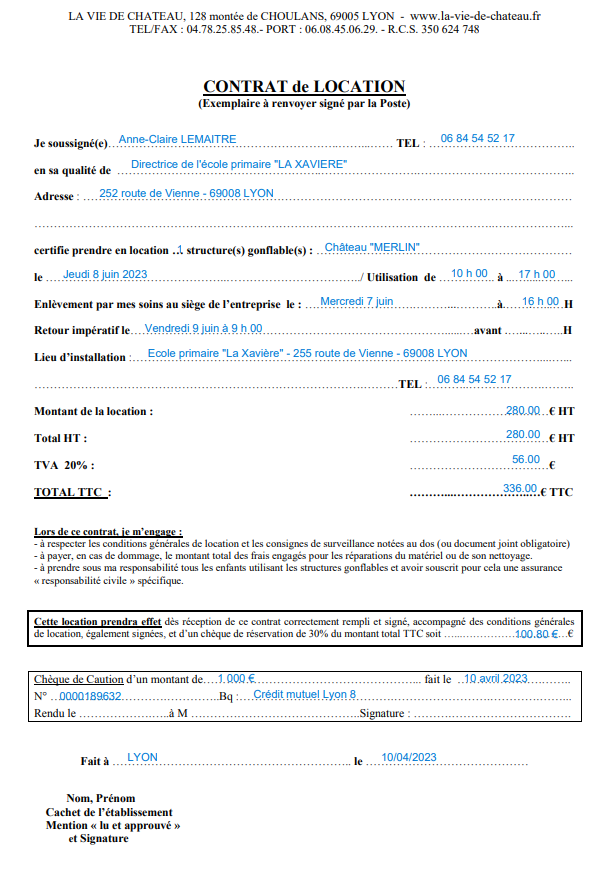 LA VIE DE CHATEAU, 128 montée de CHOULANS, 69005 LYON - www.la-vie-de-chateau.fr
TEL/FAX : 04.78.25.85.48.- PORT : 06.08.45.06.29. - R.C.S. 350 624 748
CONTRAT de LOCATION
(Exemplaire à renvoyer signé par la Poste)
Je soussigné(e) Anne-Claire LEMAITRE TEL : 06 84 54 52 17
en sa qualité de Directrice de l'école primaire "LA XAVIERE"
Adresse : 252 route de Vienne - 69008 LYON
certifie prendre en location 1 structure(s) gonflable(s) : Château "MERLIN"
le Jeudi 8 juin 2023 / Utilisation de 10 h 00 à 17 h 00
Enlèvement par mes soins au siège de l'entreprise le : Mercredi 7 juin à 16 h 00 H
Retour impératif le Vendredi 9 juin à 9 h 00 avant H
Lieu d'installation : Ecole primaire "La Xavière" - 255 route de Vienne - 69008 LYON
TEL : 06 84 54 52 17
Montant de la location : 280.00 € HT
Total HT : 280.00 € HT
TVA 20% : 56.00 €
TOTAL TTC : 336.00 € TTC
Lors de ce contrat, je m'engage :
- à respecter les conditions générales de location et les consignes de surveillance notées au dos (ou document joint obligatoire)
- à payer, en cas de dommage, le montant total des frais engagés pour les réparations du matériel ou de son nettoyage.
- à prendre sous ma responsabilité tous les enfants utilisant les structures gonflables et avoir souscrit pour cela une assurance
« responsabilité civile » spécifique.
Cette location prendra effet dès réception de ce contrat correctement rempli et signé, accompagné des conditions générales
de location, également signées, et d'un chèque de réservation de 30% du montant total TTC soit 100.80 € €
Chèque de Caution d'un montant de 1 000 € fait le 10 avril 2023
N° 0000189632 Bq : Crédit mutuel Lyon 8
Rendu le à M Signature :
Fait à LYON le 10/04/2023
Nom, Prénom
Cachet de l'établissement
Mention « lu et approuvé »
et Signature